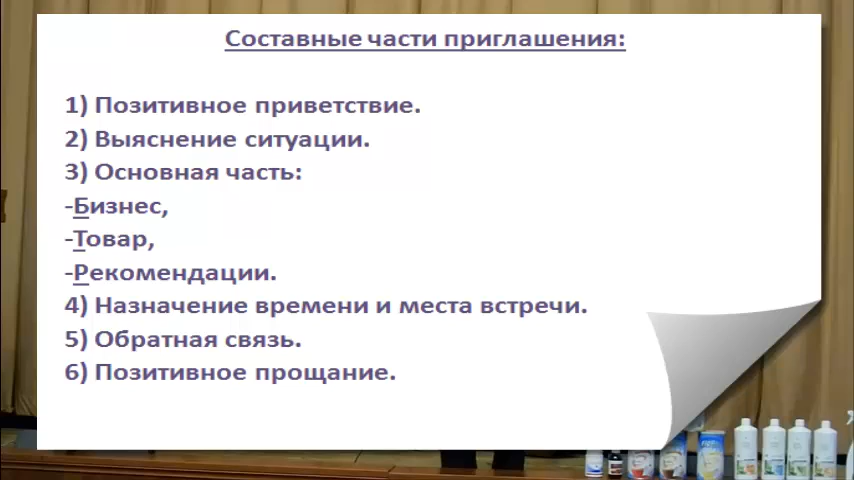 Составные части приглашения:
1) Позитивное приветствие.
2) Выяснение ситуации.
3) Основная часть:
-Бизнес,
-Товар,
-Рекомендации.
4) Назначение времени и места встречи.
5) Обратная связь.
6) Позитивное прощание.